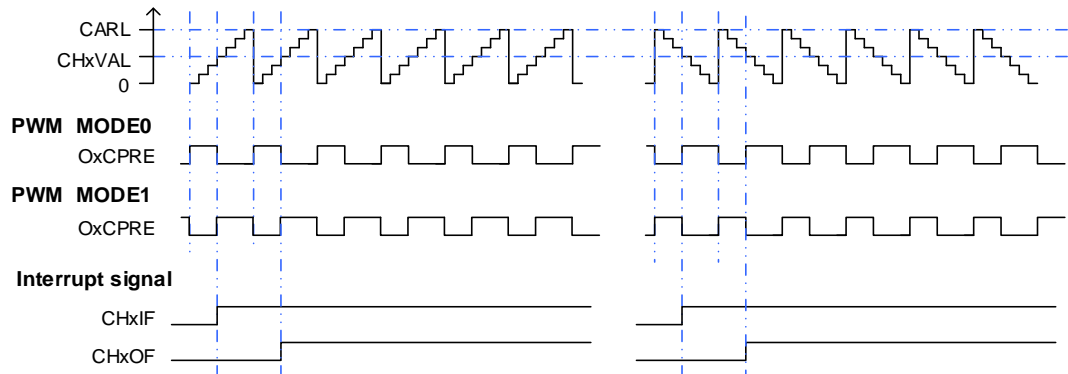 CARL
CHxVAL
0
PWM MODE0
OxCPRE
PWM MODE1
OxCPRE
Interrupt signal
CHxIF
CHxOF